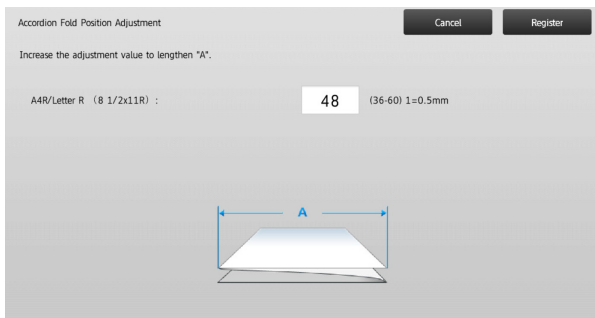 Accordion Fold Position Adjustment
Cancel
Register
Increase the adjustment value to lengthen "A".
A4R/Letter R （8 1/2x11R）: 48 (36-60) 1=0.5mm
A